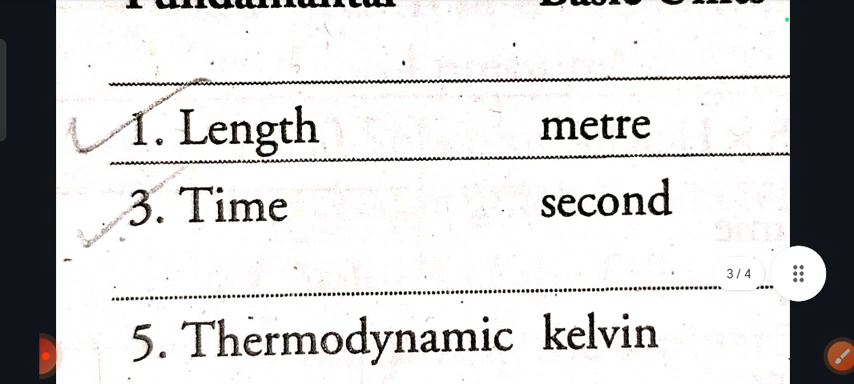 1. Length metre
3. Time second
3 / 4
5. Thermodynamic kelvin